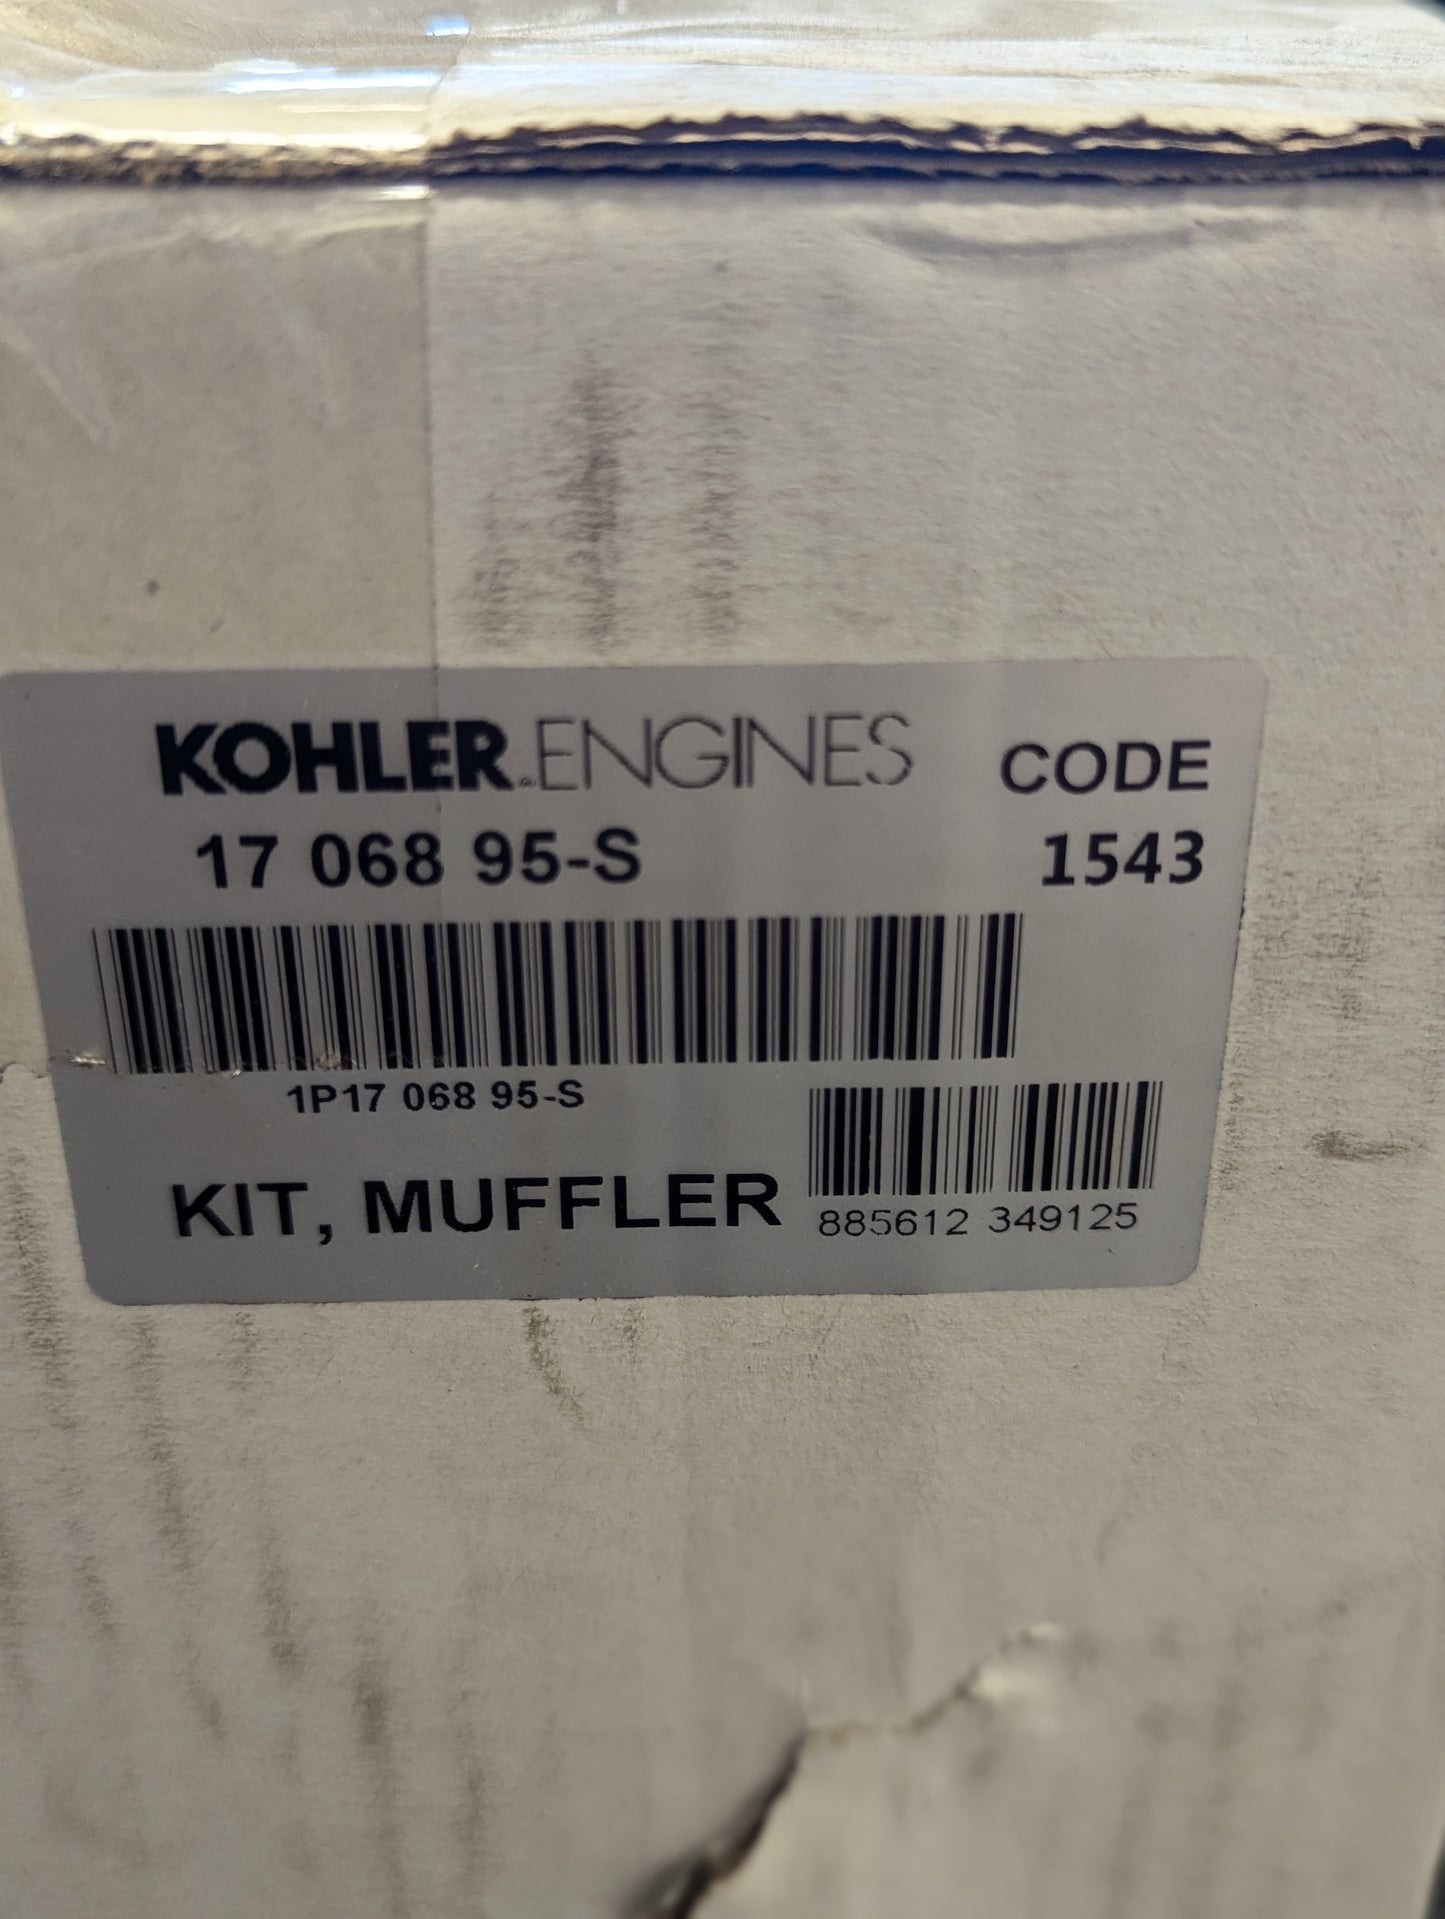 KOHLER ENGINES CODE
17 068 95-S 1543
1P17 068 95-S
KIT, MUFFLER
885612 349125